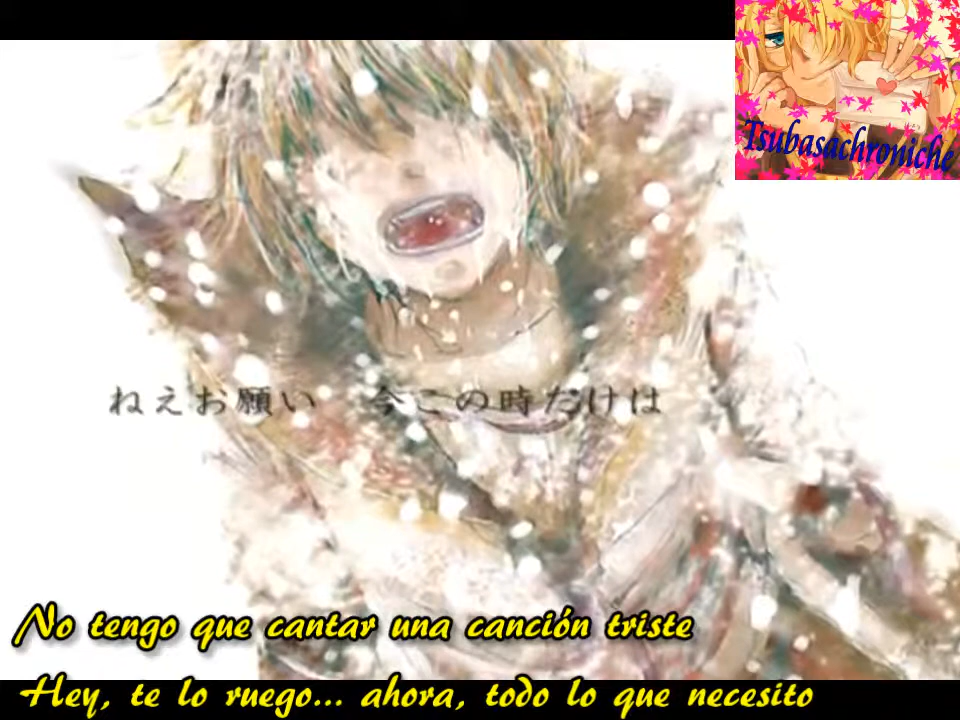 Tsubasachroniche
ねえお願い 今この時だけは
No tengo que cantar una canción triste
Hey, te lo ruego... ahora, todo lo que necesito